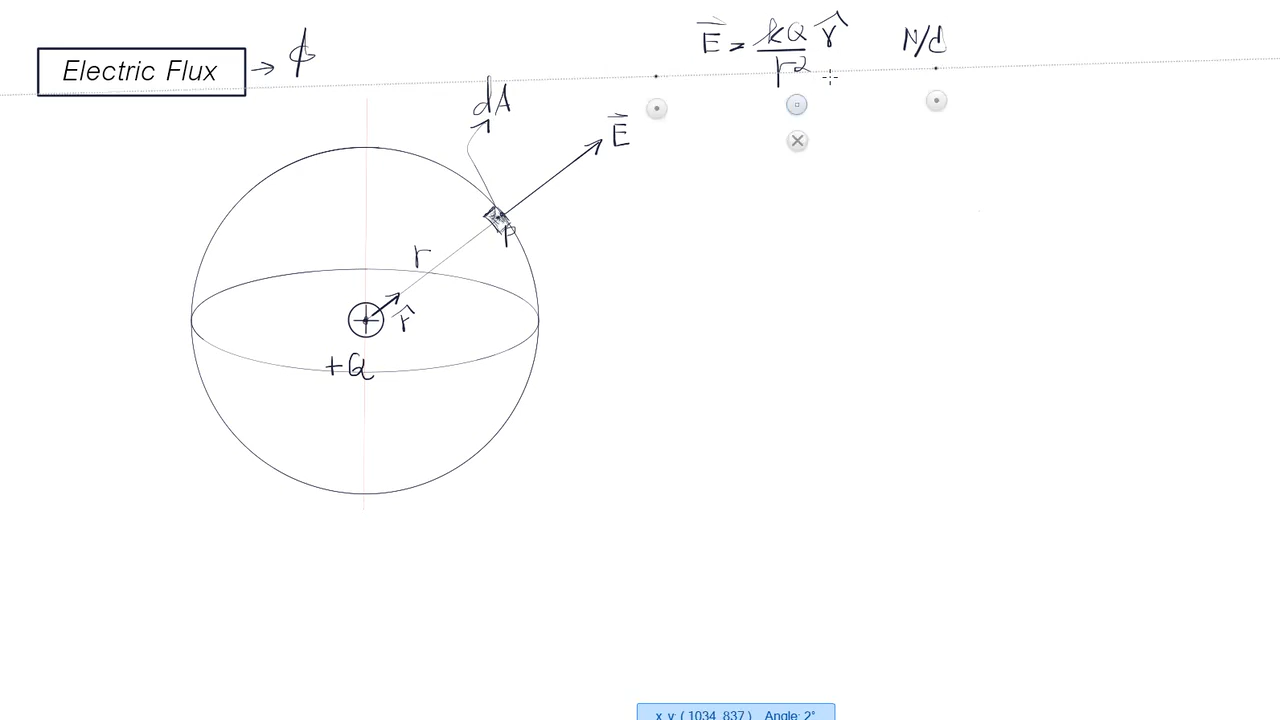 Electric Flux → ϕ
E⃗ = kQ/r² r̂ N/C
dA
E⃗
P
r
r̂
+Q
x, y: ( 1034, 837 ) Angle: 2°